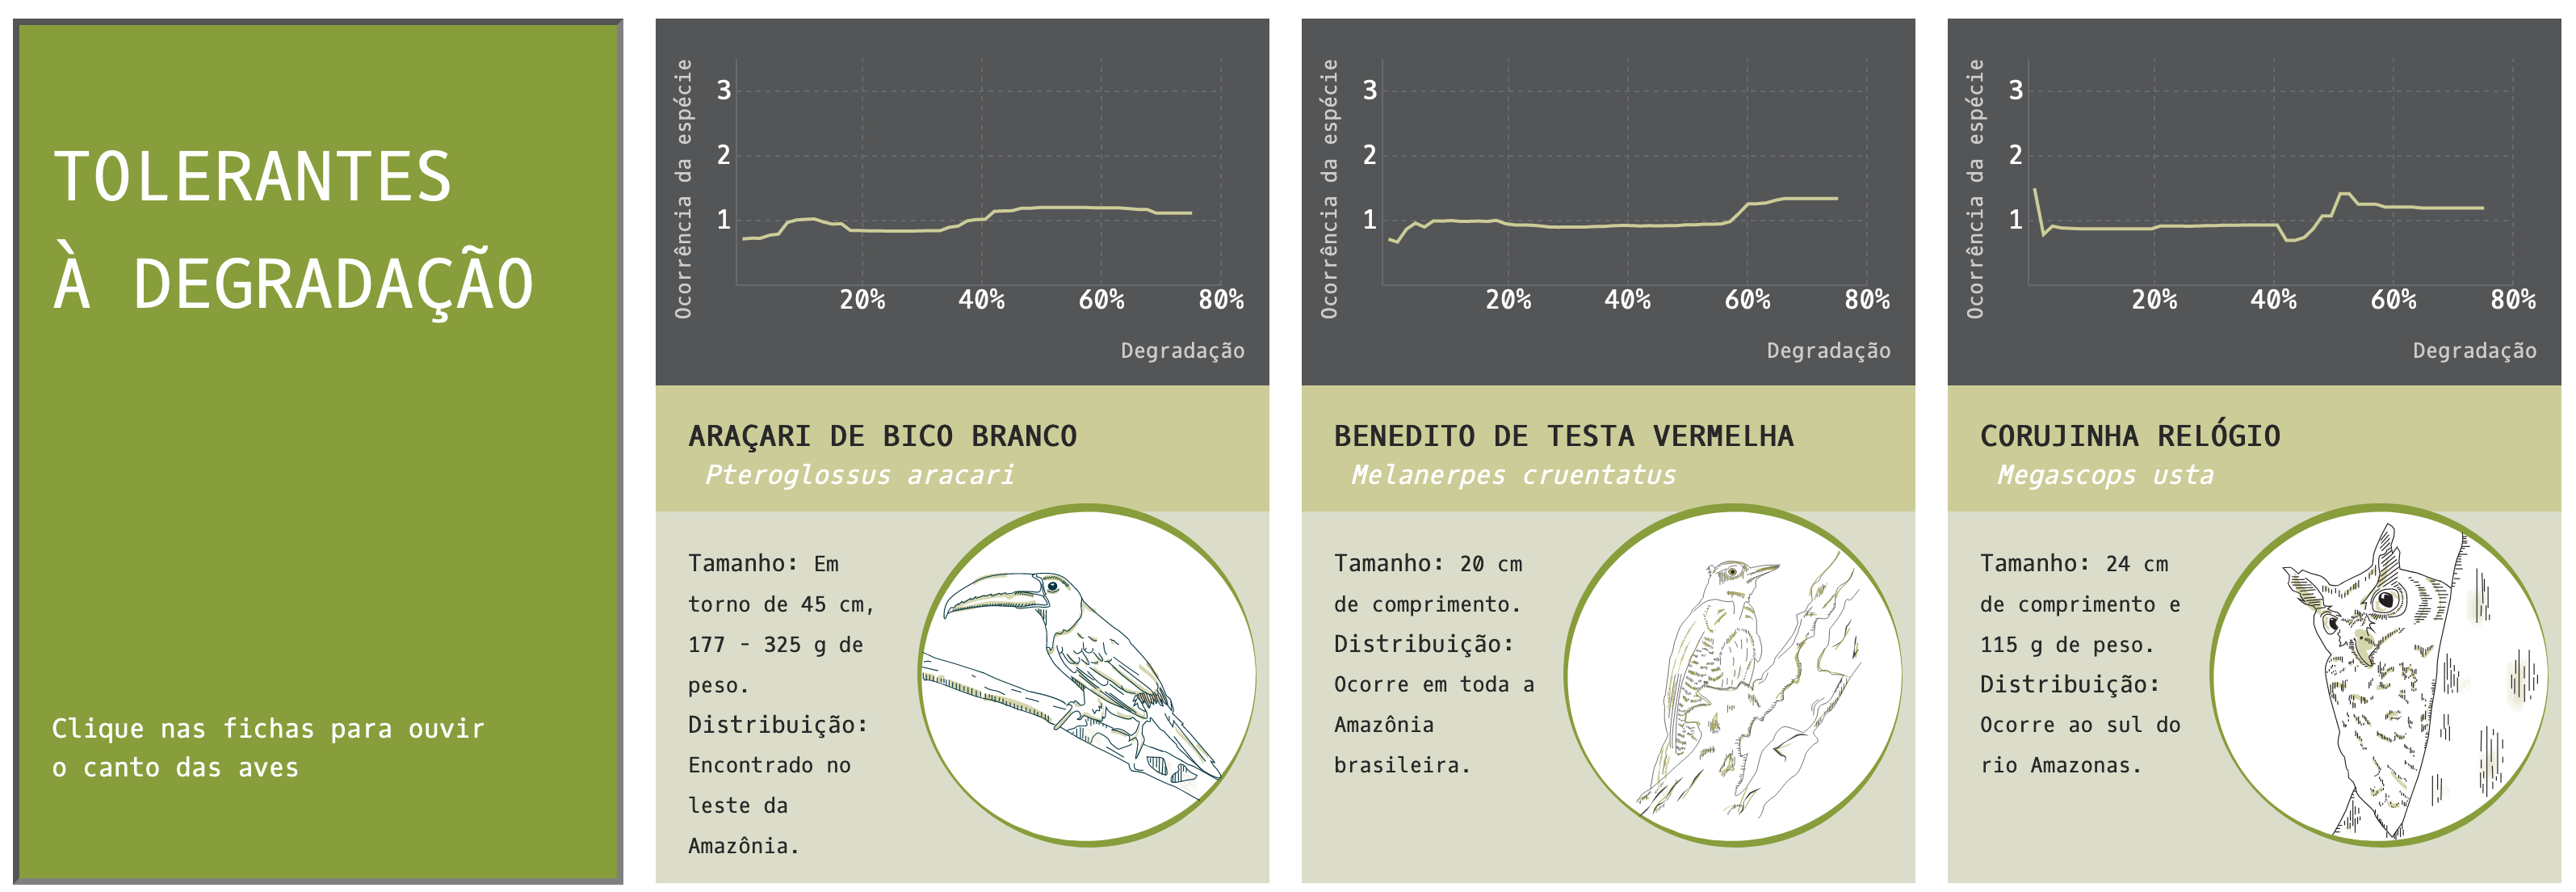 TOLERANTES
À DEGRADAÇÃO
Clique nas fichas para ouvir
o canto das aves
Ocorrência da espécie
3
2
1
20% 40% 60% 80%
Degradação
ARAÇARI DE BICO BRANCO
Pteroglossus aracari
Tamanho: Em
torno de 45 cm,
177 - 325 g de
peso.
Distribuição:
Encontrado no
leste da
Amazônia.
Ocorrência da espécie
3
2
1
20% 40% 60% 80%
Degradação
BENEDITO DE TESTA VERMELHA
Melanerpes cruentatus
Tamanho: 20 cm
de comprimento.
Distribuição:
Ocorre em toda a
Amazônia
brasileira.
Ocorrência da espécie
3
2
1
20% 40% 60% 80%
Degradação
CORUJINHA RELÓGIO
Megascops usta
Tamanho: 24 cm
de comprimento e
115 g de peso.
Distribuição:
Ocorre ao sul do
rio Amazonas.